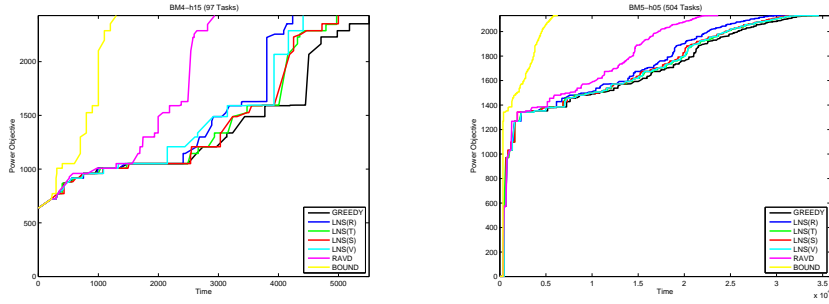 BM4−h15 (97 Tasks)
Power Objective
2000
1500
1000
500
0
0 1000 2000 3000 4000 5000
Time
GREEDY
LNS(R)
LNS(T)
LNS(S)
LNS(V)
RAVD
BOUND
BM5−h05 (504 Tasks)
Power Objective
2000
1800
1600
1400
1200
1000
800
600
400
200
0
0 0.5 1 1.5 2 2.5 3 3.5
Time
GREEDY
LNS(R)
LNS(T)
LNS(S)
LNS(V)
RAVD
BOUND